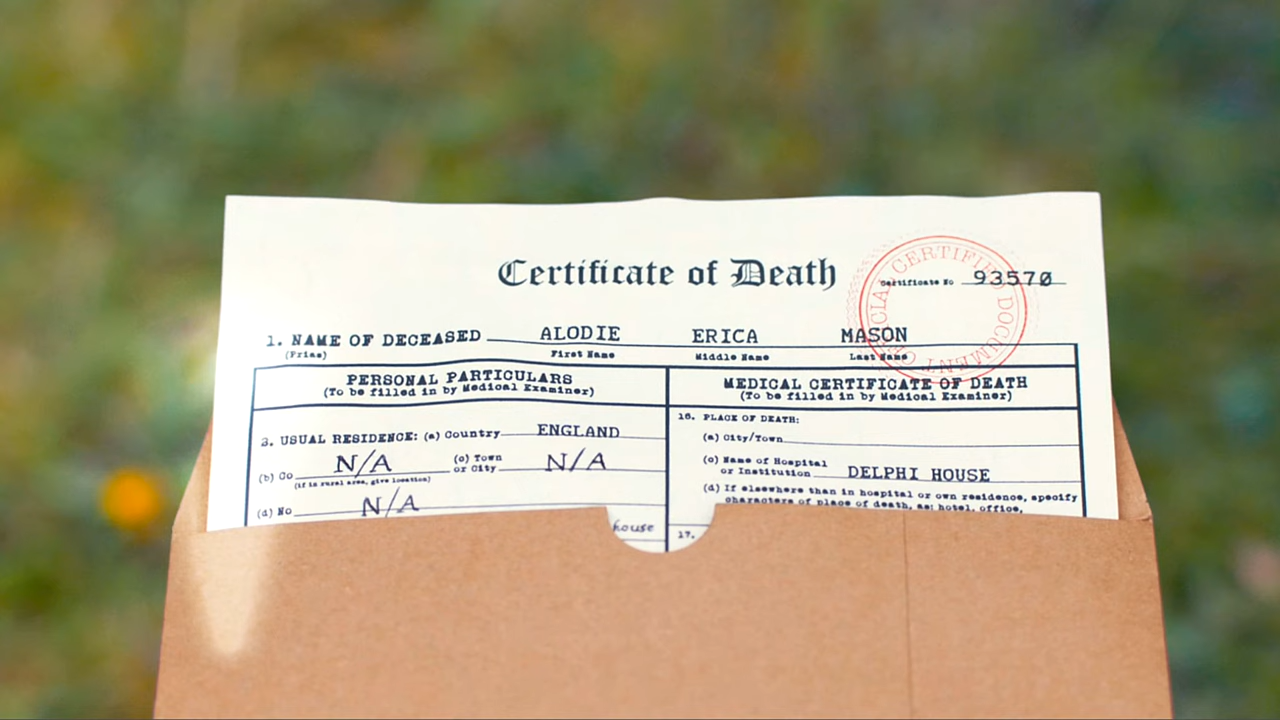 Certificate of Death
Certificate No 93570
CERTIFIED DOCUMENT
1. NAME OF DECEASED ALODIE ERICA MASON
(Prias) First Name Middle Name Last Name
PERSONAL PARTICULARS
(To be filled in by Medical Examiner)
3. USUAL RESIDENCE: (a) Country ENGLAND
(b) Co N/A (c) Town or City N/A
(if in rural area, give location)
(d) No N/A
house
MEDICAL CERTIFICATE OF DEATH
(To be filled in by Medical Examiner)
16. PLACE OF DEATH:
(a) City/Town
(c) Name of Hospital
or Institution DELPHI HOUSE
(d) If elsewhere than in hospital or own residence, specify
characters of place of death, as: hotel, office,
17.